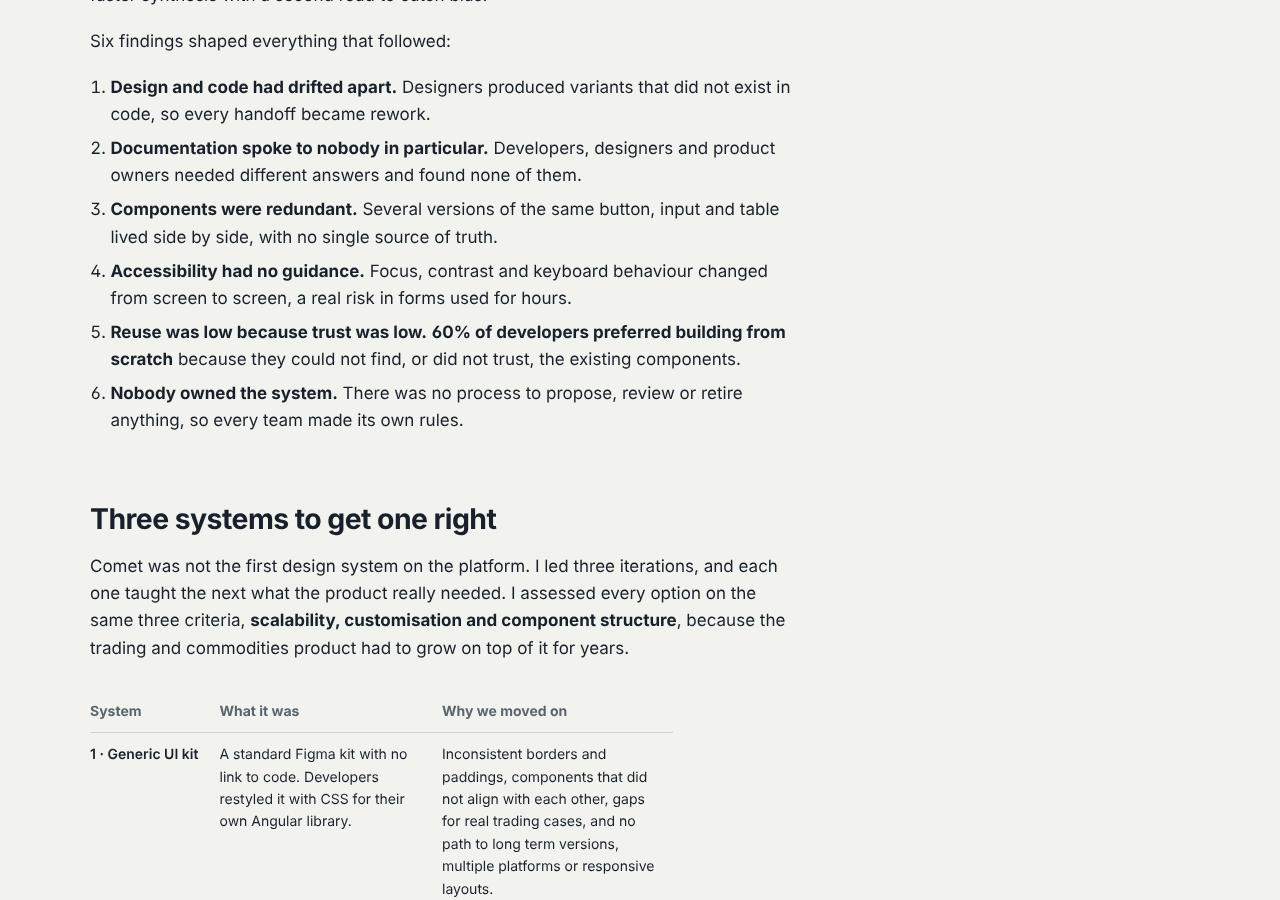 Six findings shaped everything that followed:
1. Design and code had drifted apart. Designers produced variants that did not exist in
code, so every handoff became rework.
2. Documentation spoke to nobody in particular. Developers, designers and product
owners needed different answers and found none of them.
3. Components were redundant. Several versions of the same button, input and table
lived side by side, with no single source of truth.
4. Accessibility had no guidance. Focus, contrast and keyboard behaviour changed
from screen to screen, a real risk in forms used for hours.
5. Reuse was low because trust was low. 60% of developers preferred building from
scratch because they could not find, or did not trust, the existing components.
6. Nobody owned the system. There was no process to propose, review or retire
anything, so every team made its own rules.
Three systems to get one right
Comet was not the first design system on the platform. I led three iterations, and each
one taught the next what the product really needed. I assessed every option on the
same three criteria, scalability, customisation and component structure, because the
trading and commodities product had to grow on top of it for years.
System What it was Why we moved on
1 · Generic UI kit A standard Figma kit with no Inconsistent borders and
link to code. Developers paddings, components that did
restyled it with CSS for their not align with each other, gaps
own Angular library. for real trading cases, and no
path to long term versions,
multiple platforms or responsive
layouts.